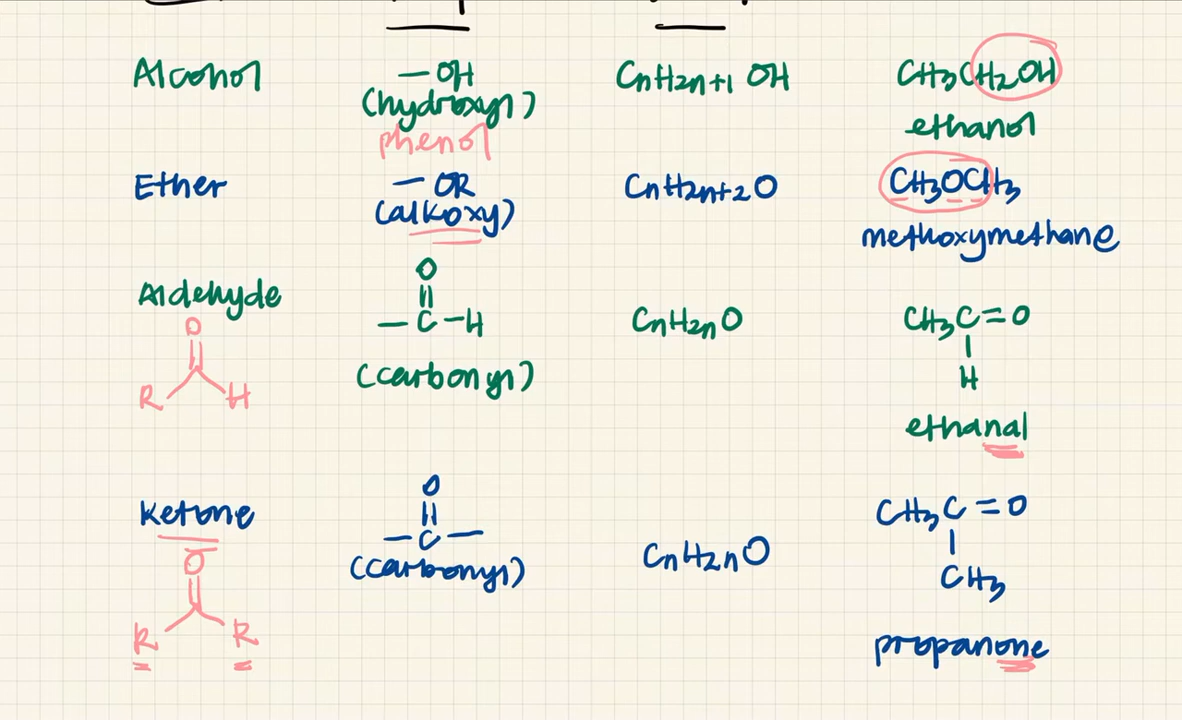 Alcohol
— OH
(hydroxyl)
phenol
CnH2n+1 OH
CH3CH2OH
ethanol
Ether
— OR
(alkoxy)
CnH2n+2O
CH3OCH3
methoxymethane
Aldehyde
O
R H
O
— C — H
(carbonyl)
CnH2nO
CH3C=O
H
ethanal
Ketone
O
R R
O
— C —
(carbonyl)
CnH2nO
CH3C=O
CH3
propanone